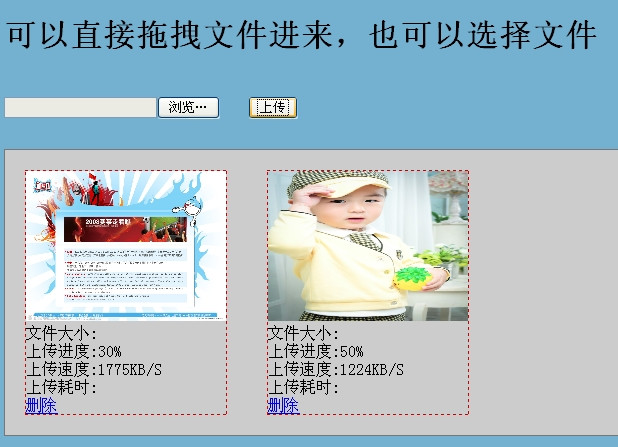 可以直接拖拽文件进来，也可以选择文件
浏览…
上传
2008
文件大小:
上传进度:30%
上传速度:1775KB/S
上传耗时:
删除
文件大小:
上传进度:50%
上传速度:1224KB/S
上传耗时:
删除